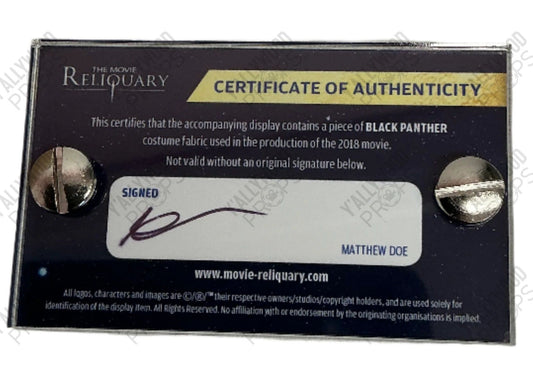 THE MOVIE
RELIQUARY
CERTIFICATE OF AUTHENTICITY
This certifies that the accompanying display contains a piece of BLACK PANTHER
costume fabric used in the production of the 2018 movie.
Not valid without an original signature below.
SIGNED
MATTHEW DOE
www.movie-reliquary.com
All logos, characters and images are ©/®/™ their respective owners/studios/copyright holders, and are used solely for
identification of the display item. All Rights Reserved. No affiliation with or endorsement by the originating organisations is implied.
Y'ALLYWOOD
PROPS